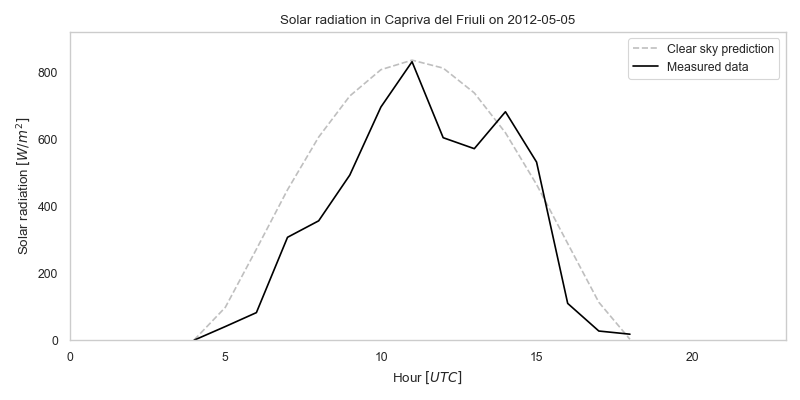 Solar radiation in Capriva del Friuli on 2012-05-05
Clear sky prediction
Measured data
Solar radiation [W/m²]
800
600
400
200
0
0 5 10 15 20
Hour [UTC]